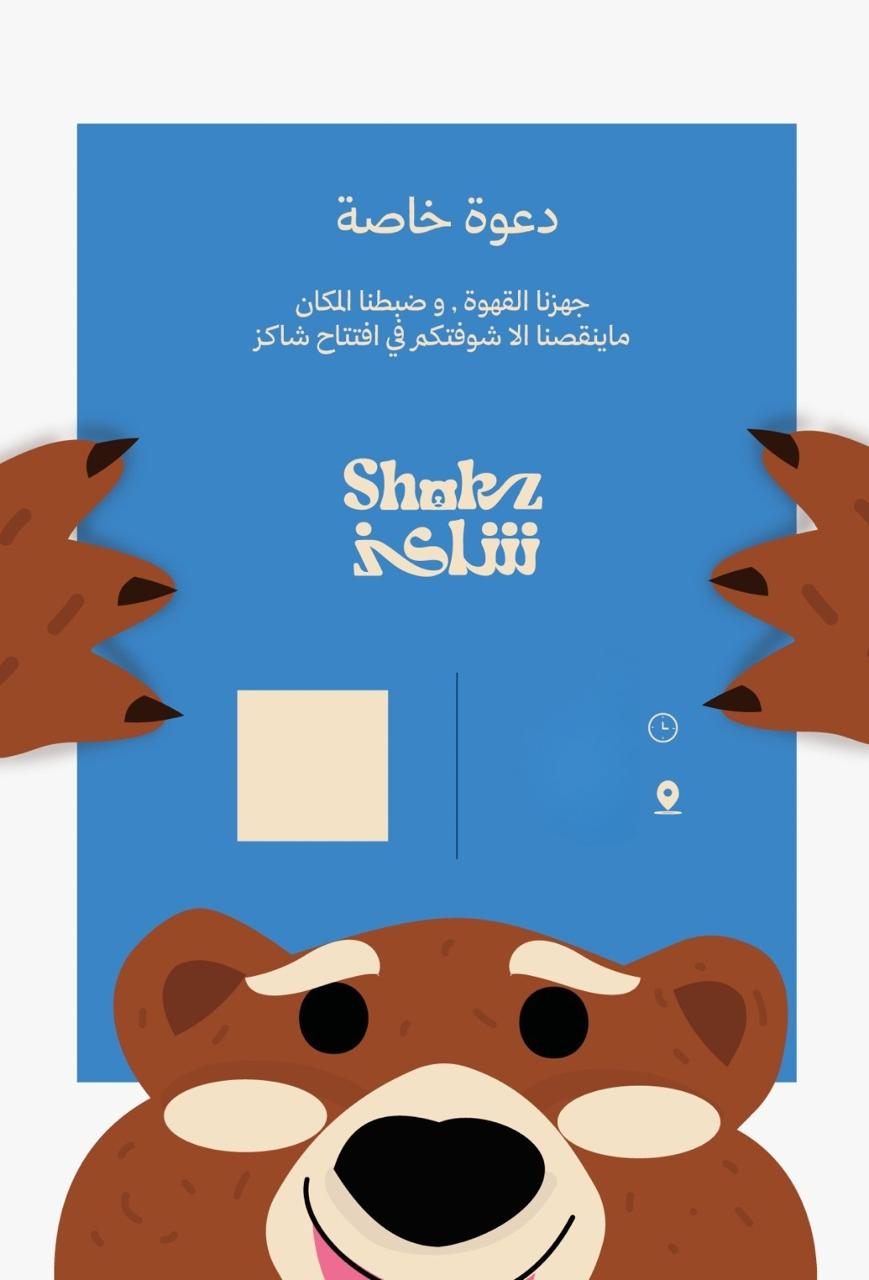 دعوة خاصة
جهزنا القهوة , و ضبطنا المكان
ماينقصنا الا شوفتكم في افتتاح شاكز
Shakz
شاكز